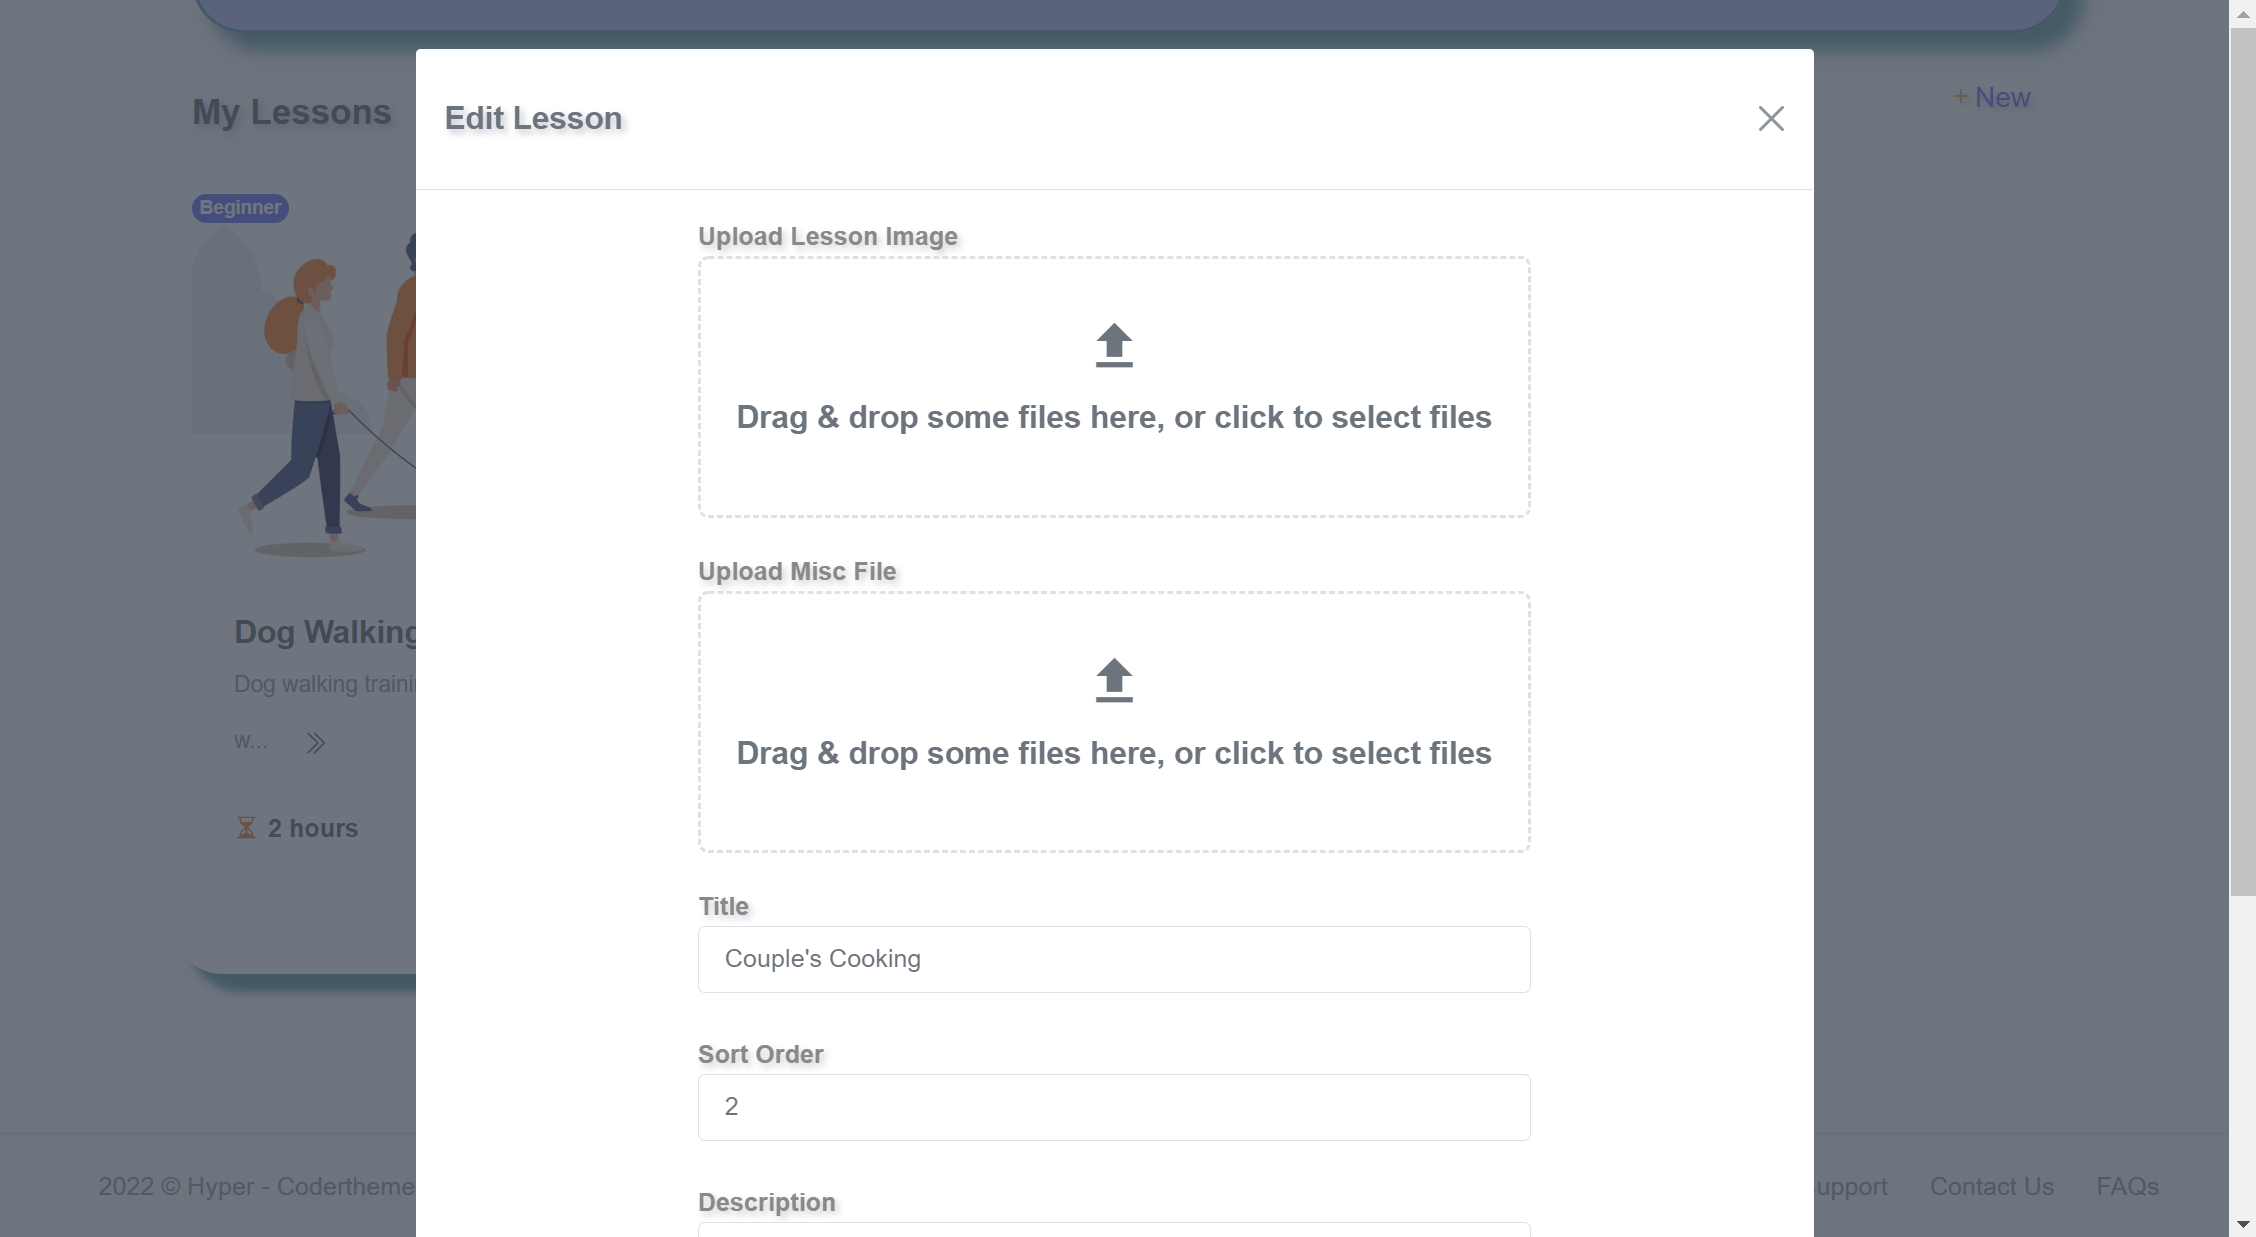 My Lessons
+ New
Edit Lesson
Beginner
Upload Lesson Image
Drag & drop some files here, or click to select files
Upload Misc File
Drag & drop some files here, or click to select files
Dog Walking
Dog walking traini
w...
2 hours
Title
Couple's Cooking
Sort Order
2
Description
2022 © Hyper - Codertheme
upport
Contact Us
FAQs